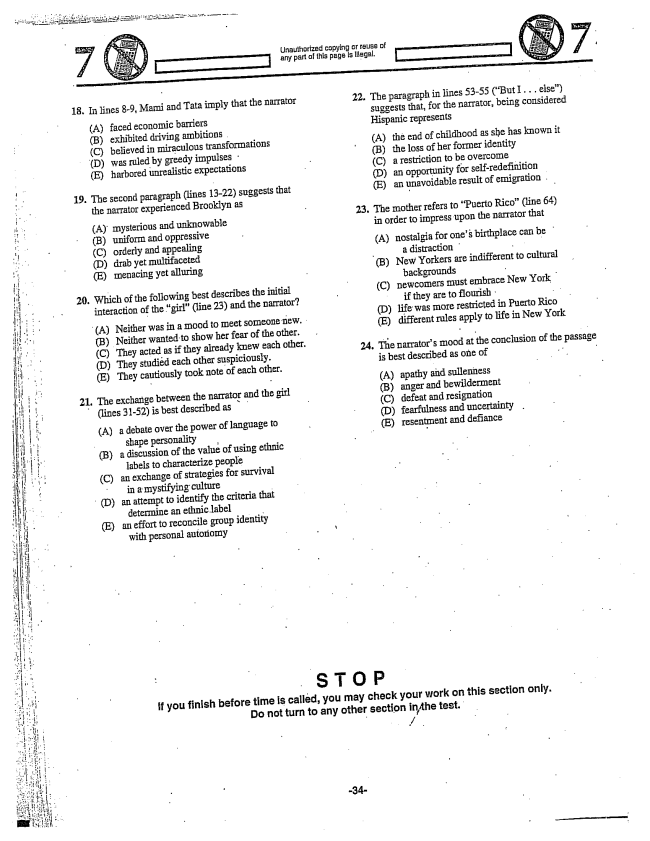 7
Unauthorized copying or reuse of
any part of this page is illegal.
7
18. In lines 8-9, Mami and Tata imply that the narrator
(A) faced economic barriers
(B) exhibited driving ambitions
(C) believed in miraculous transformations
(D) was ruled by greedy impulses
(E) harbored unrealistic expectations
19. The second paragraph (lines 13-22) suggests that
the narrator experienced Brooklyn as
(A) mysterious and unknowable
(B) uniform and oppressive
(C) orderly and appealing
(D) drab yet multifaceted
(E) menacing yet alluring
20. Which of the following best describes the initial
interaction of the "girl" (line 23) and the narrator?
(A) Neither was in a mood to meet someone new.
(B) Neither wanted to show her fear of the other.
(C) They acted as if they already knew each other.
(D) They studied each other suspiciously.
(E) They cautiously took note of each other.
21. The exchange between the narrator and the girl
(lines 31-52) is best described as
(A) a debate over the power of language to
shape personality
(B) a discussion of the value of using ethnic
labels to characterize people
(C) an exchange of strategies for survival
in a mystifying culture
(D) an attempt to identify the criteria that
determine an ethnic label
(E) an effort to reconcile group identity
with personal autonomy
22. The paragraph in lines 53-55 ("But I . . . else")
suggests that, for the narrator, being considered
Hispanic represents
(A) the end of childhood as she has known it
(B) the loss of her former identity
(C) a restriction to be overcome
(D) an opportunity for self-redefinition
(E) an unavoidable result of emigration
23. The mother refers to "Puerto Rico" (line 64)
in order to impress upon the narrator that
(A) nostalgia for one's birthplace can be
a distraction
(B) New Yorkers are indifferent to cultural
backgrounds
(C) newcomers must embrace New York
if they are to flourish
(D) life was more restricted in Puerto Rico
(E) different rules apply to life in New York
24. The narrator's mood at the conclusion of the passage
is best described as one of
(A) apathy and sullenness
(B) anger and bewilderment
(C) defeat and resignation
(D) fearfulness and uncertainty
(E) resentment and defiance
STOP
If you finish before time is called, you may check your work on this section only.
Do not turn to any other section in the test.
-34-